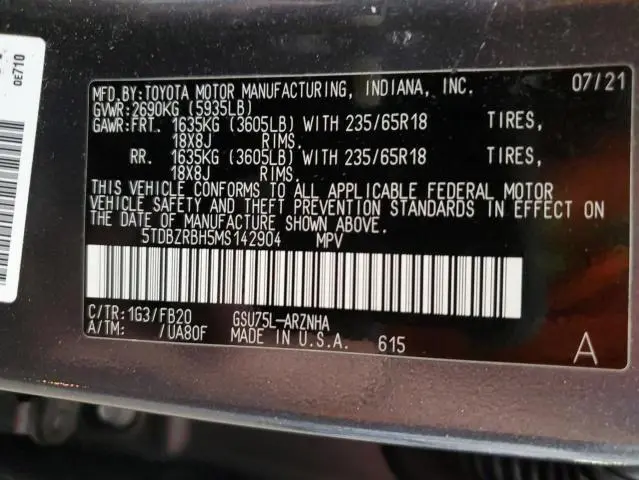 0E710
MFD.BY:TOYOTA MOTOR MANUFACTURING, INDIANA, INC. 07/21
GVWR:2690KG (5935LB)
GAWR:FRT. 1635KG (3605LB) WITH 235/65R18 TIRES,
18X8J RIMS.
RR. 1635KG (3605LB) WITH 235/65R18 TIRES,
18X8J RIMS.
THIS VEHICLE CONFORMS TO ALL APPLICABLE FEDERAL MOTOR
VEHICLE SAFETY AND THEFT PREVENTION STANDARDS IN EFFECT ON
THE DATE OF MANUFACTURE SHOWN ABOVE.
5TDBZRBH5MS142904 MPV
C/TR:1G3/FB20 GSU75L-ARZNHA
A/TM: /UA80F MADE IN U.S.A. 615 A